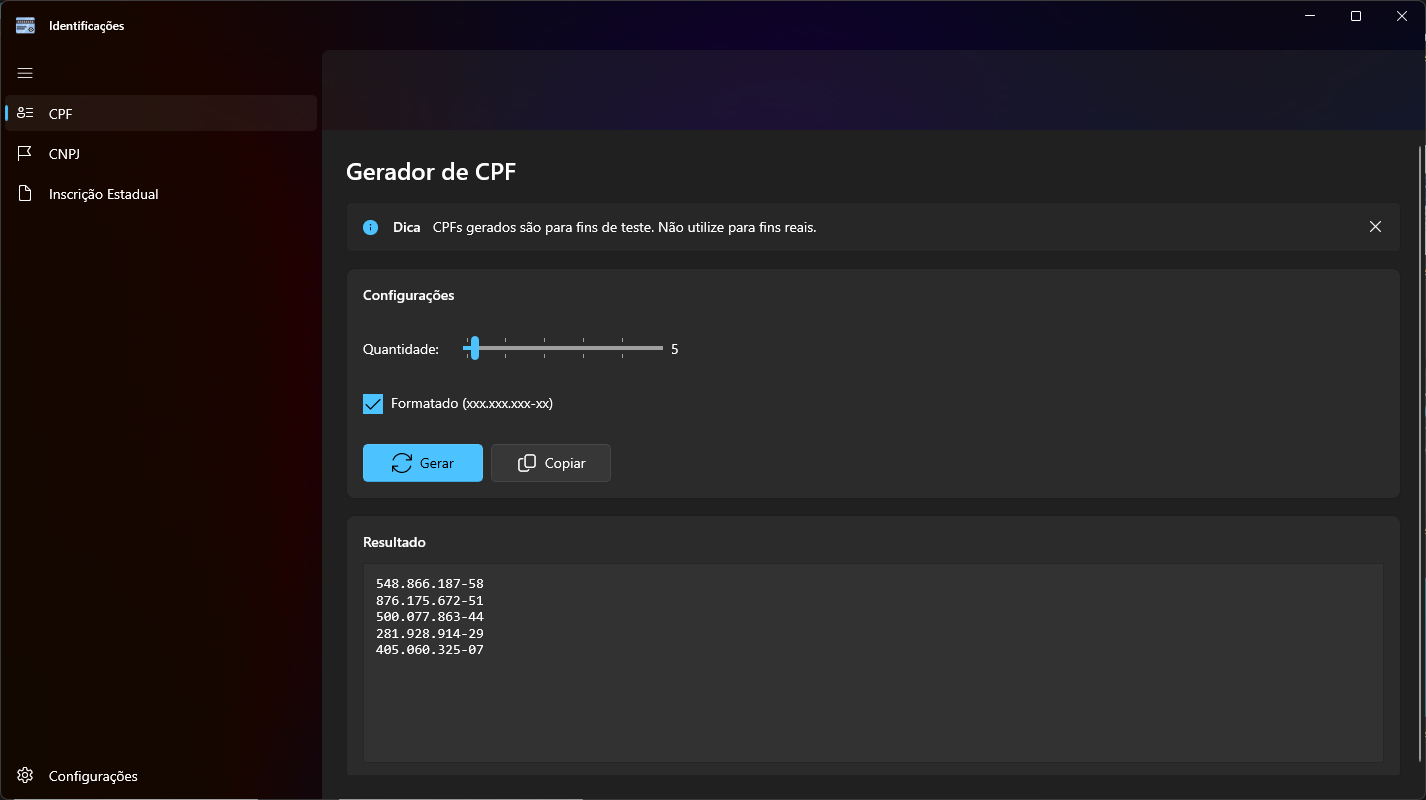 Identificações
CPF
CNPJ
Inscrição Estadual
Configurações
Gerador de CPF
Dica CPFs gerados são para fins de teste. Não utilize para fins reais.
Configurações
Quantidade: 5
Formatado (xxx.xxx.xxx-xx)
Gerar Copiar
Resultado
548.866.187-58
876.175.672-51
500.077.863-44
281.928.914-29
405.060.325-07